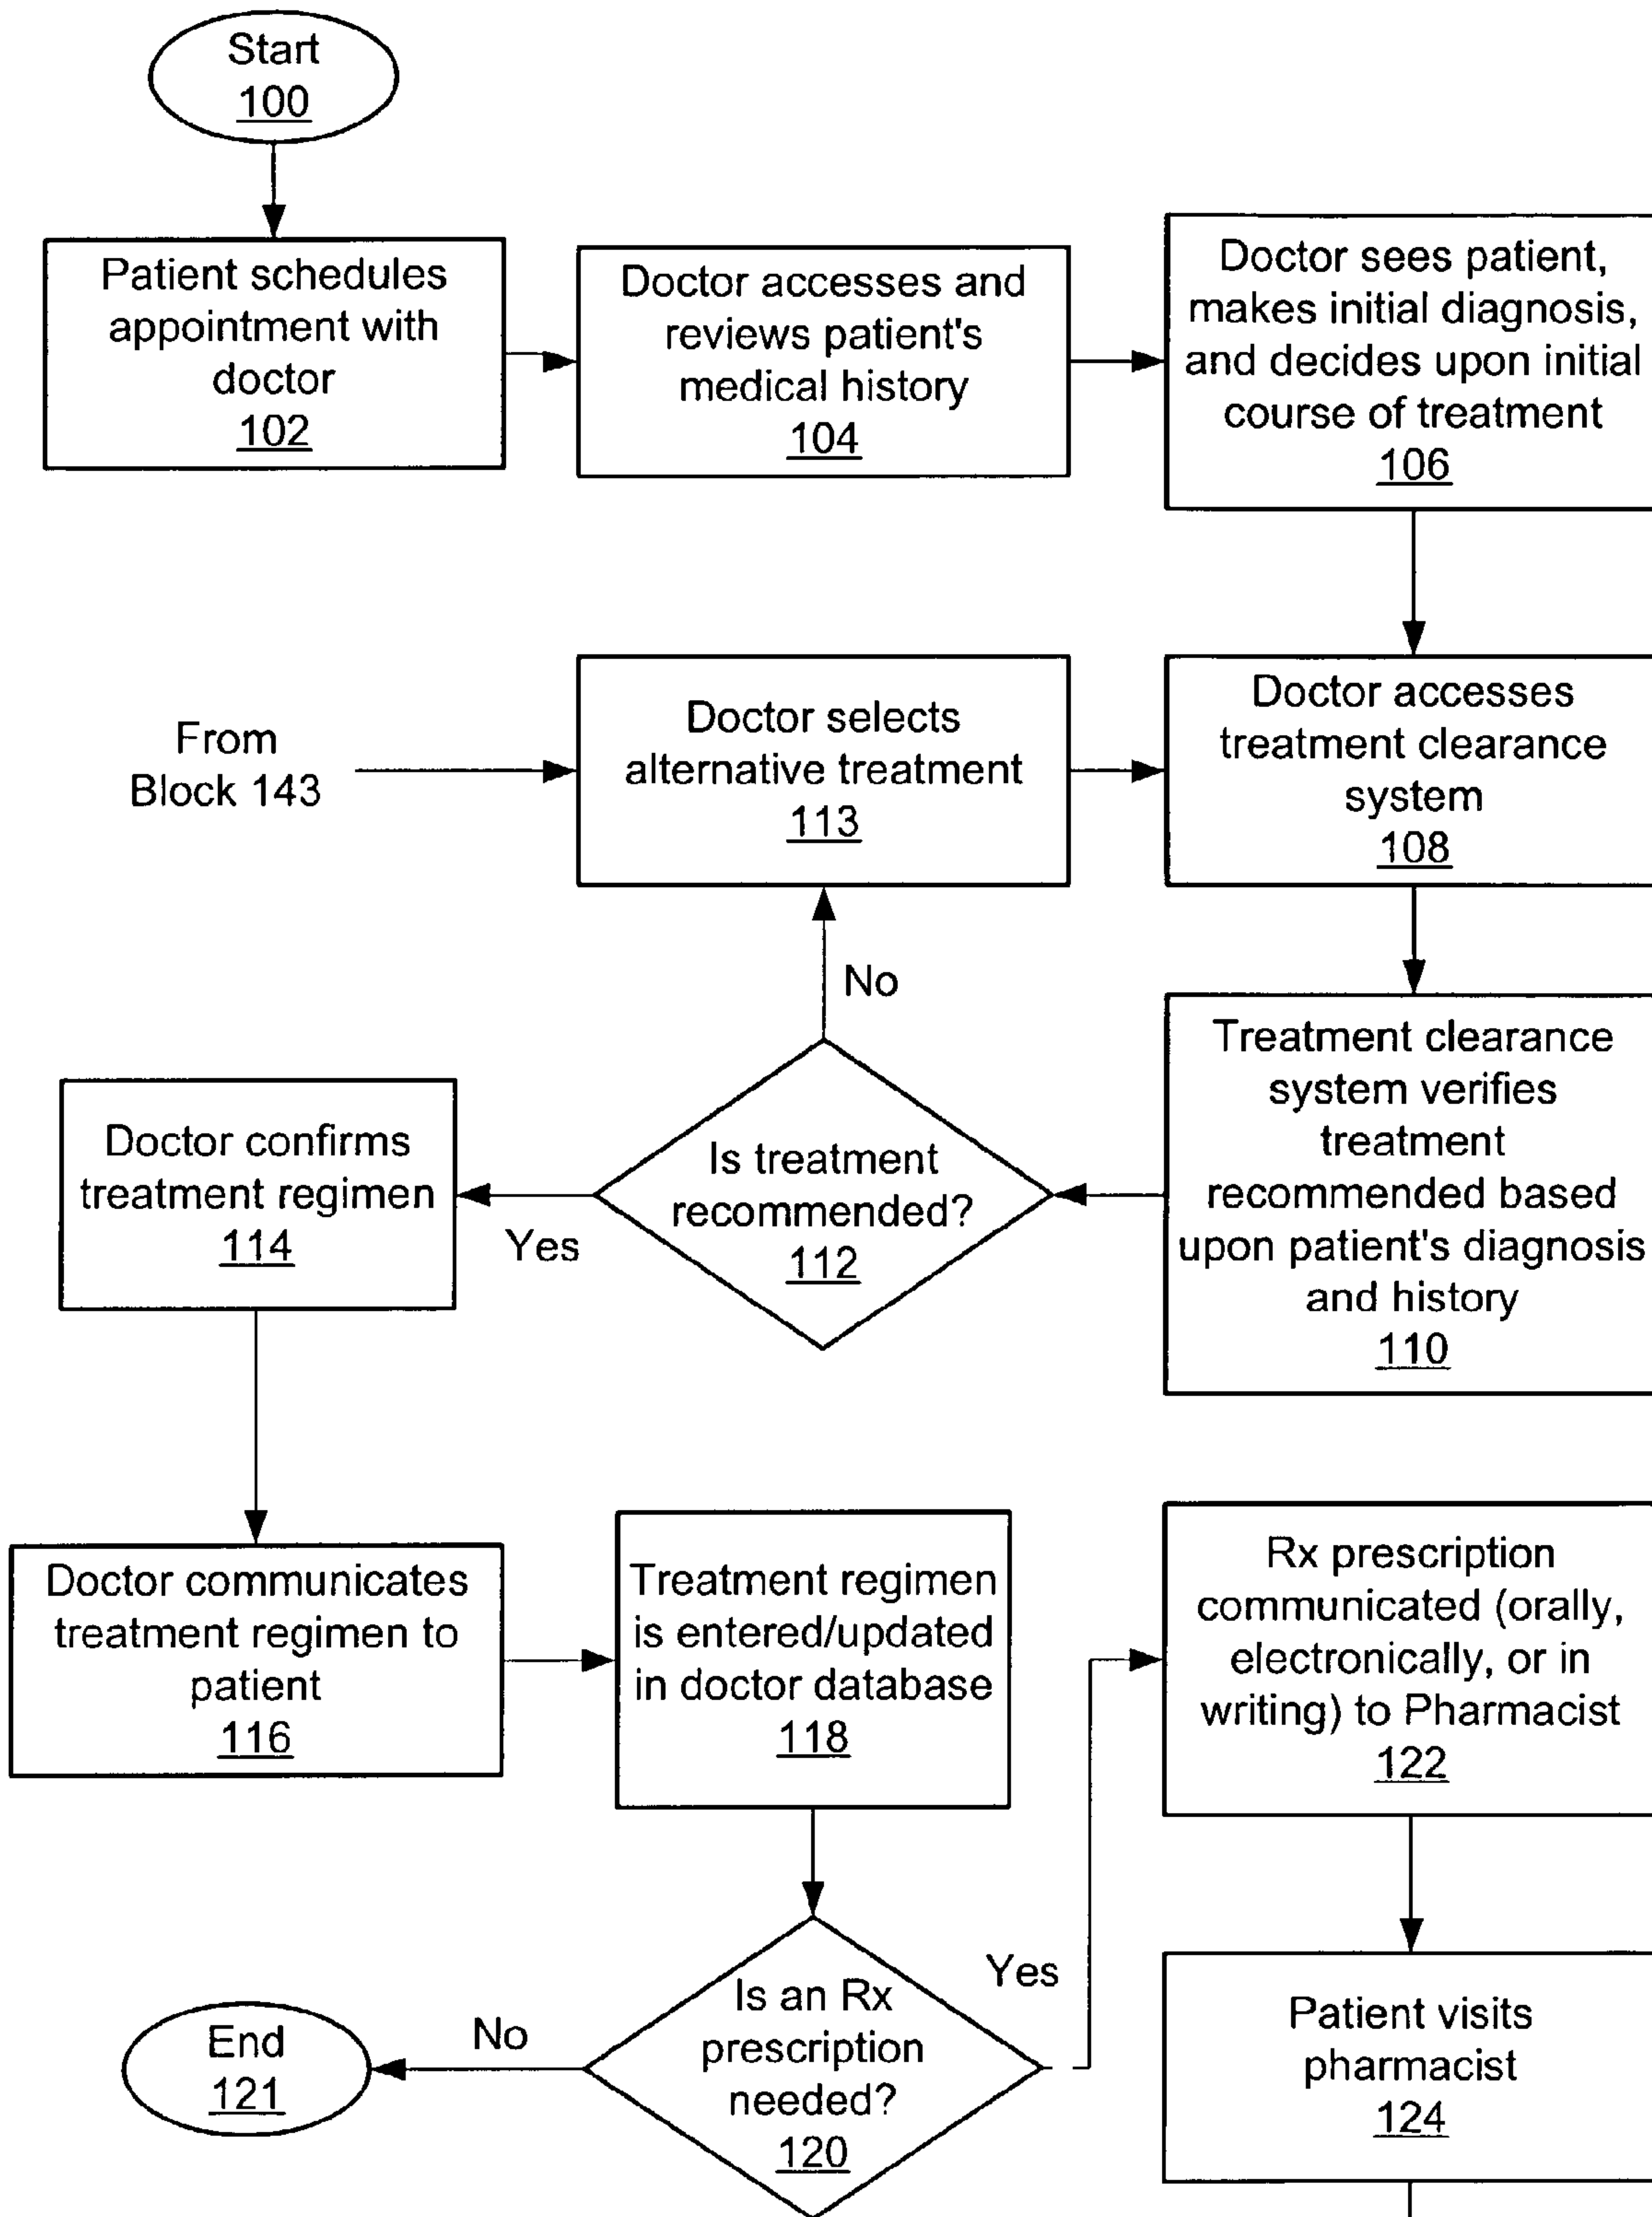 Start
100
Patient schedules
appointment with
doctor
102
Doctor accesses and
reviews patient's
medical history
104
Doctor sees patient,
makes initial diagnosis,
and decides upon initial
course of treatment
106
From
Block 143
Doctor selects
alternative treatment
113
Doctor accesses
treatment clearance
system
108
No
Treatment clearance
system verifies
treatment
recommended based
upon patient's diagnosis
and history
110
Is treatment
recommended?
112
Yes
Doctor confirms
treatment regimen
114
Doctor communicates
treatment regimen to
patient
116
Treatment regimen
is entered/updated
in doctor database
118
Rx prescription
communicated (orally,
electronically, or in
writing) to Pharmacist
122
Is an Rx
prescription
needed?
120
Yes
No
End
121
Patient visits
pharmacist
124